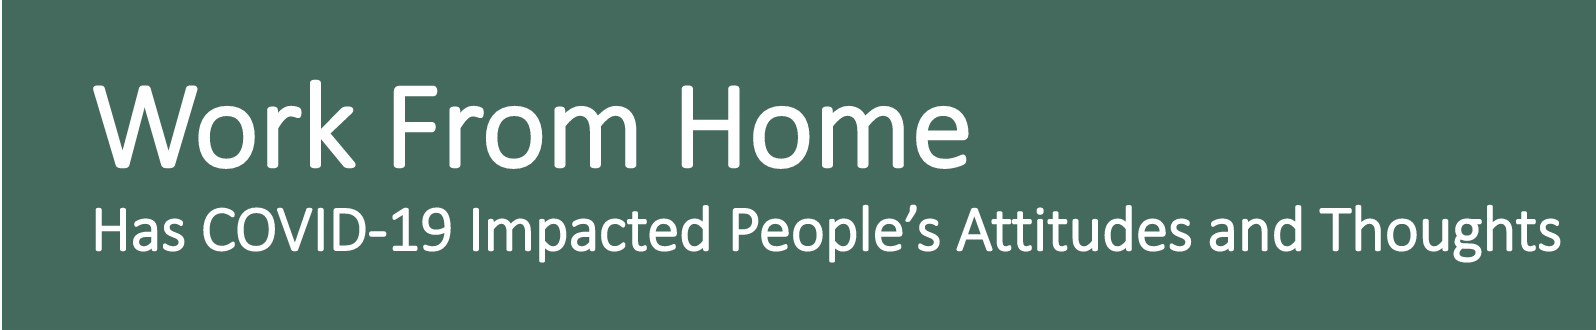 Work From Home
Has COVID-19 Impacted People’s Attitudes and Thoughts